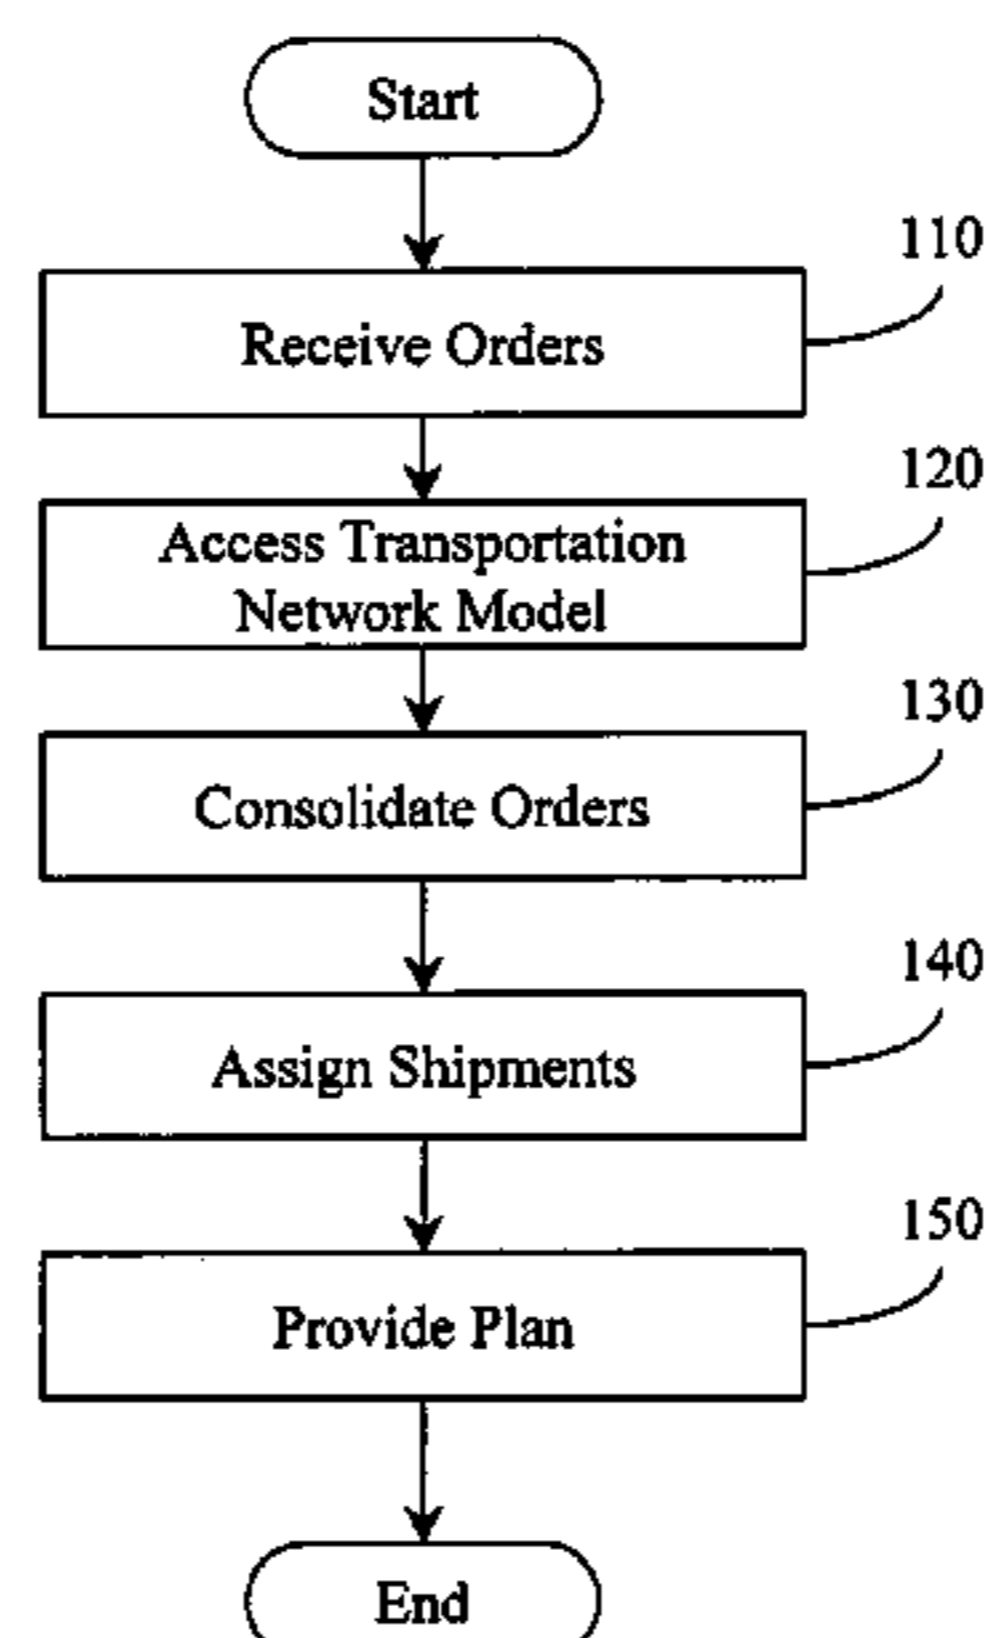 Start
110
Receive Orders
120
Access Transportation
Network Model
130
Consolidate Orders
140
Assign Shipments
150
Provide Plan
End